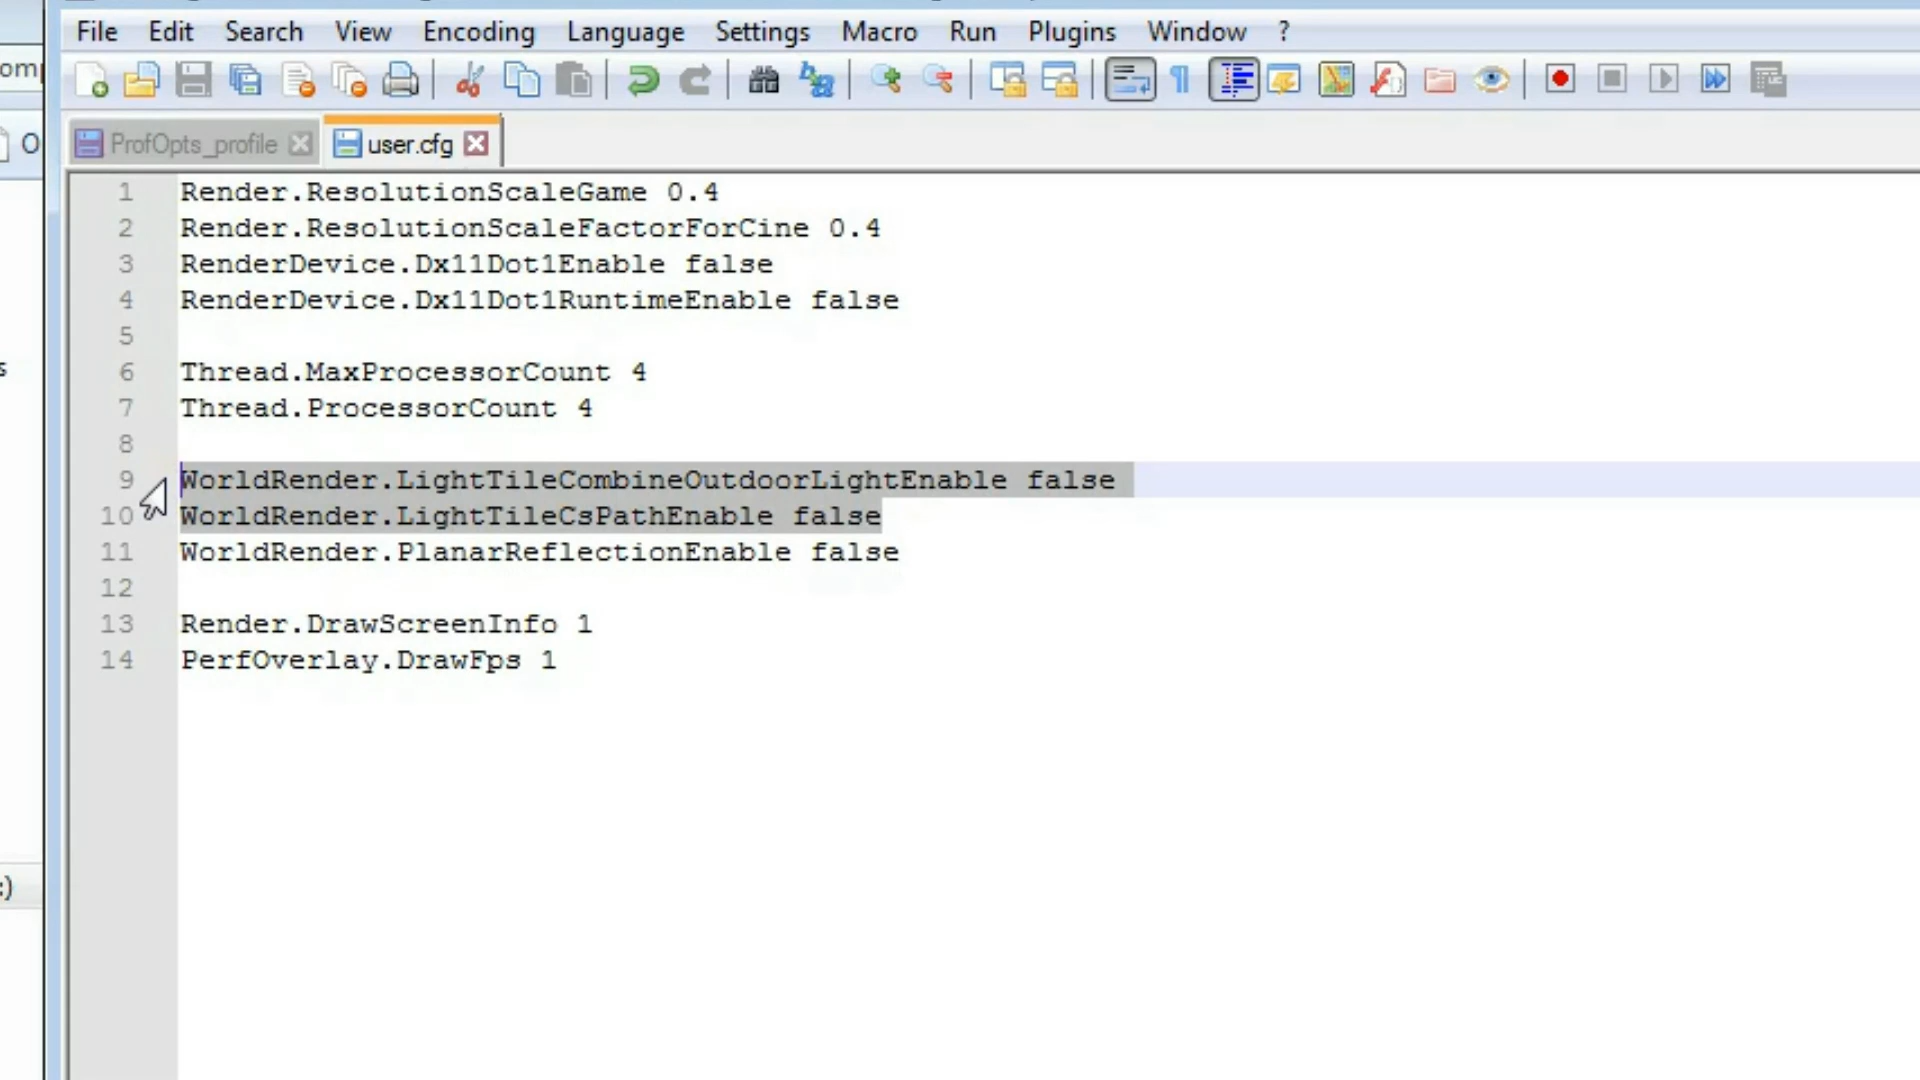 File Edit Search View Encoding Language Settings Macro Run Plugins Window ?
ProfOpts_profile user.cfg
1 Render.ResolutionScaleGame 0.4
2 Render.ResolutionScaleFactorForCine 0.4
3 RenderDevice.Dx11Dot1Enable false
4 RenderDevice.Dx11Dot1RuntimeEnable false
5
6 Thread.MaxProcessorCount 4
7 Thread.ProcessorCount 4
8
9 WorldRender.LightTileCombineOutdoorLightEnable false
10 WorldRender.LightTileCsPathEnable false
11 WorldRender.PlanarReflectionEnable false
12
13 Render.DrawScreenInfo 1
14 PerfOverlay.DrawFps 1